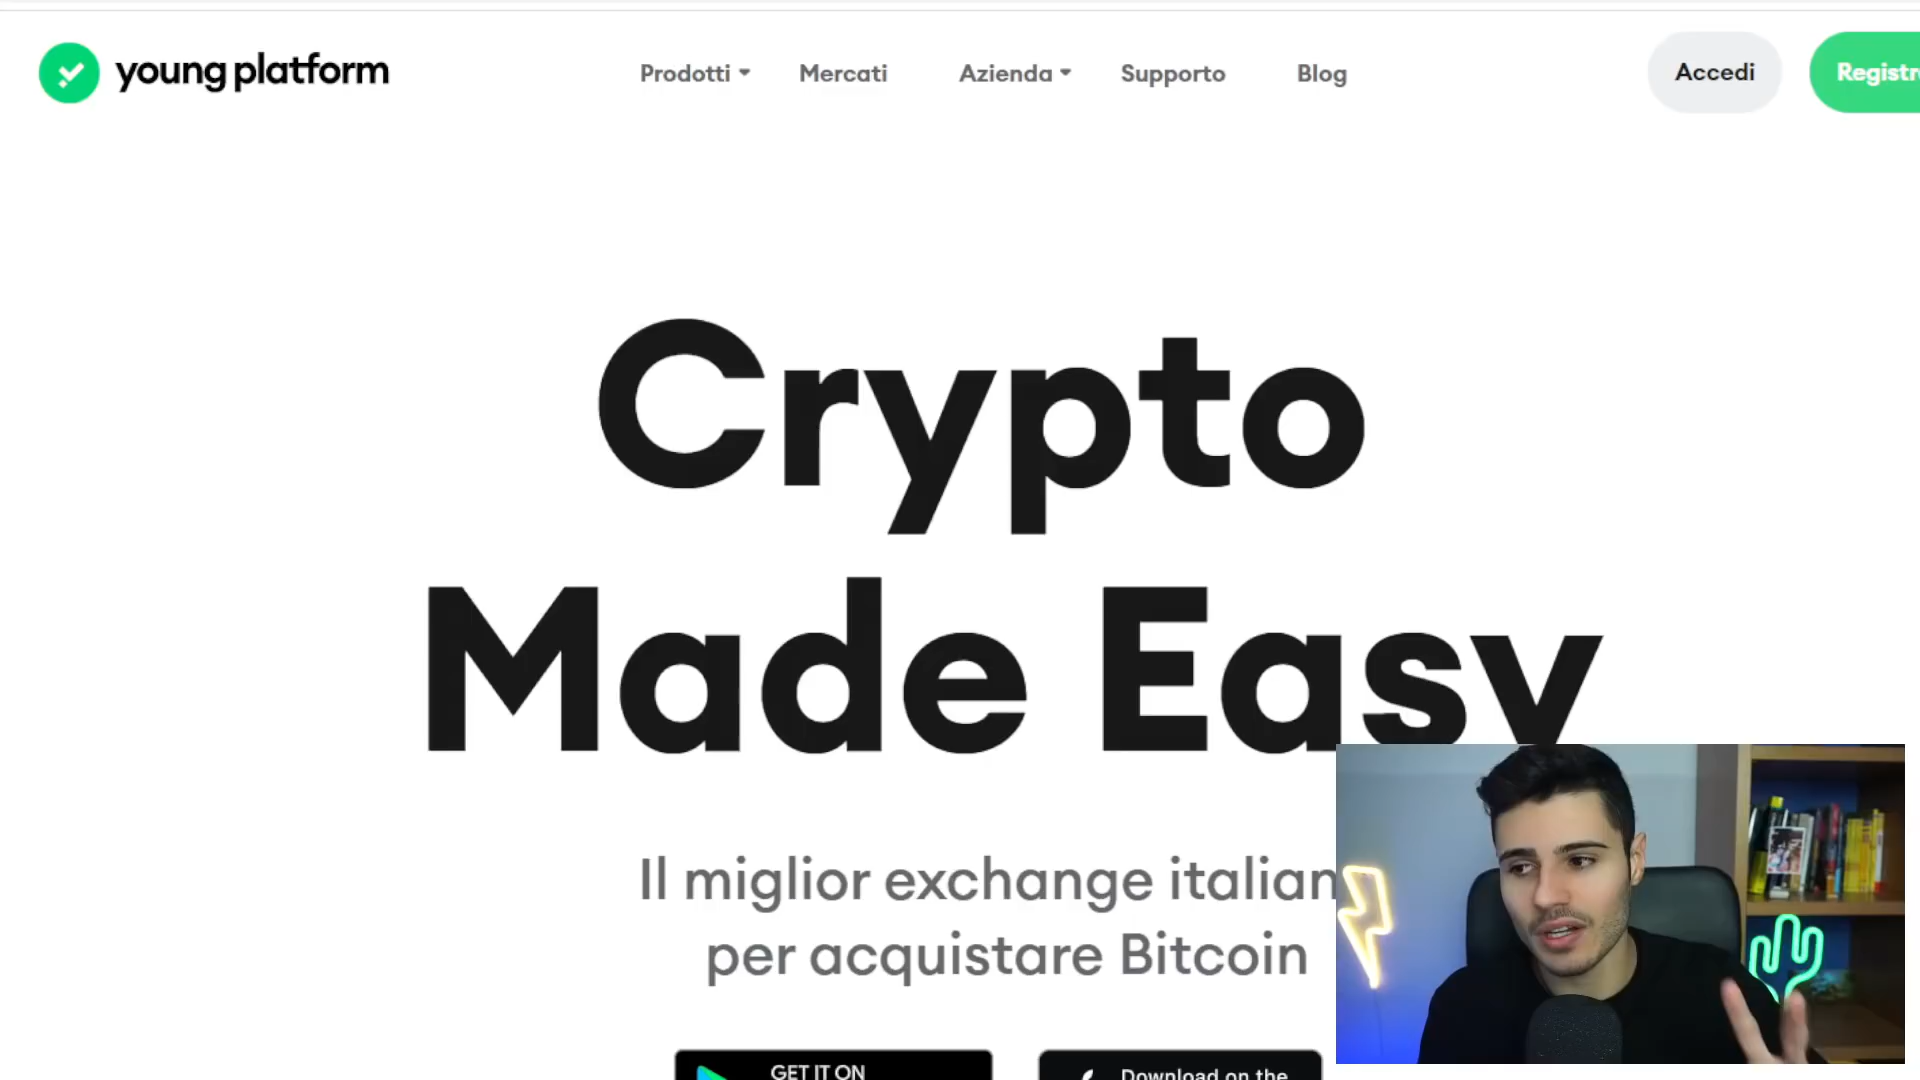 young platform
Prodotti
Mercati
Azienda
Supporto
Blog
Accedi
Crypto
Made Easy
Il miglior exchange
per acquistare Bitcoin
GET IT ON
Download on the